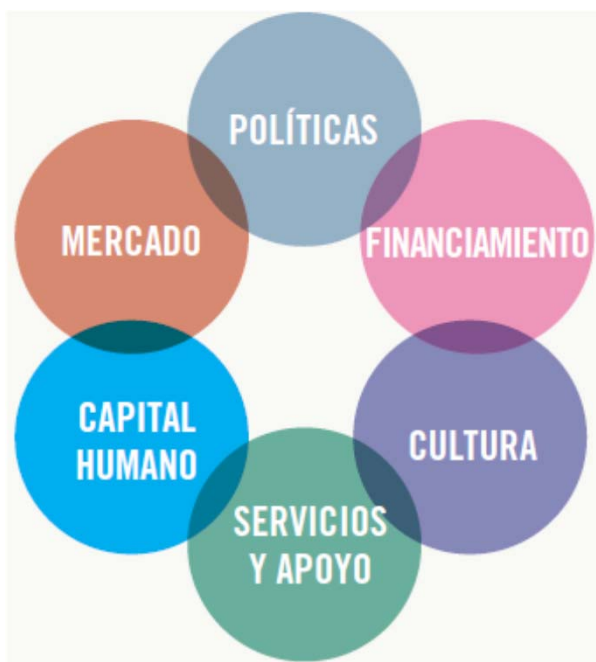 POLÍTICAS
MERCADO
FINANCIAMIENTO
CAPITAL
HUMANO
CULTURA
SERVICIOS
Y APOYO